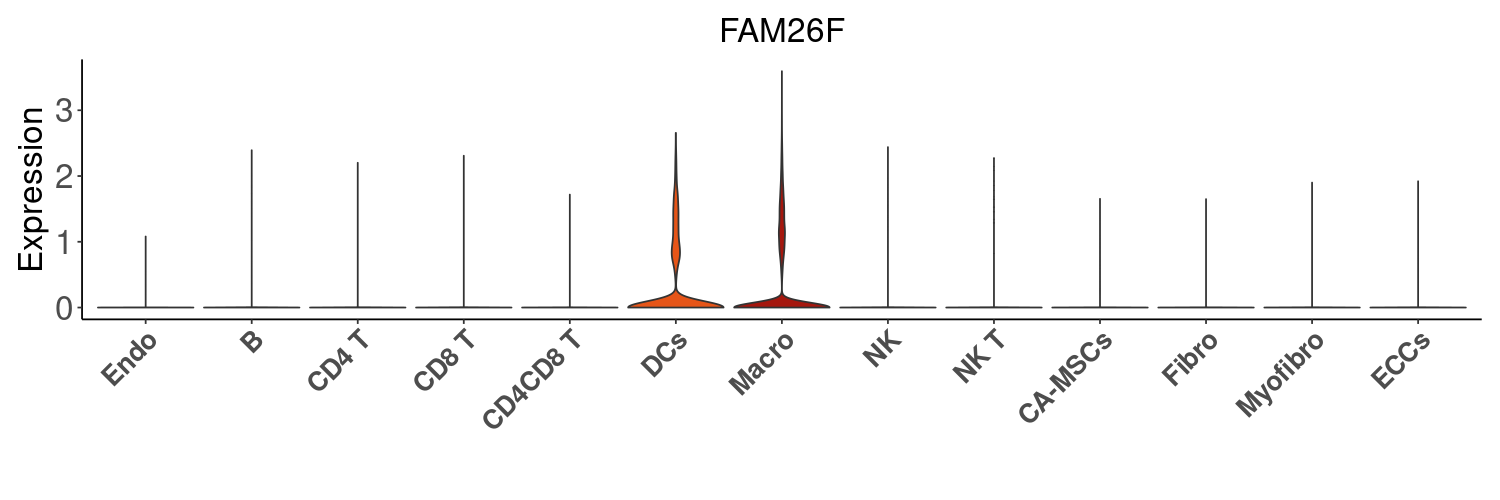 FAM26F
Expression
3
2
1
0
Endo
B
CD4 T
CD8 T
CD4CD8 T
DCs
Macro
NK
NK T
CA-MSCs
Fibro
Myofibro
ECCs